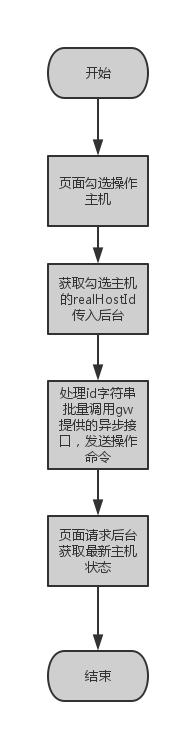 开始
页面勾选操作
主机
获取勾选主机
的realHostId
传入后台
处理id字符串
批量调用gw
提供的异步接
口，发送操作
命令
页面请求后台
获取最新主机
状态
结束